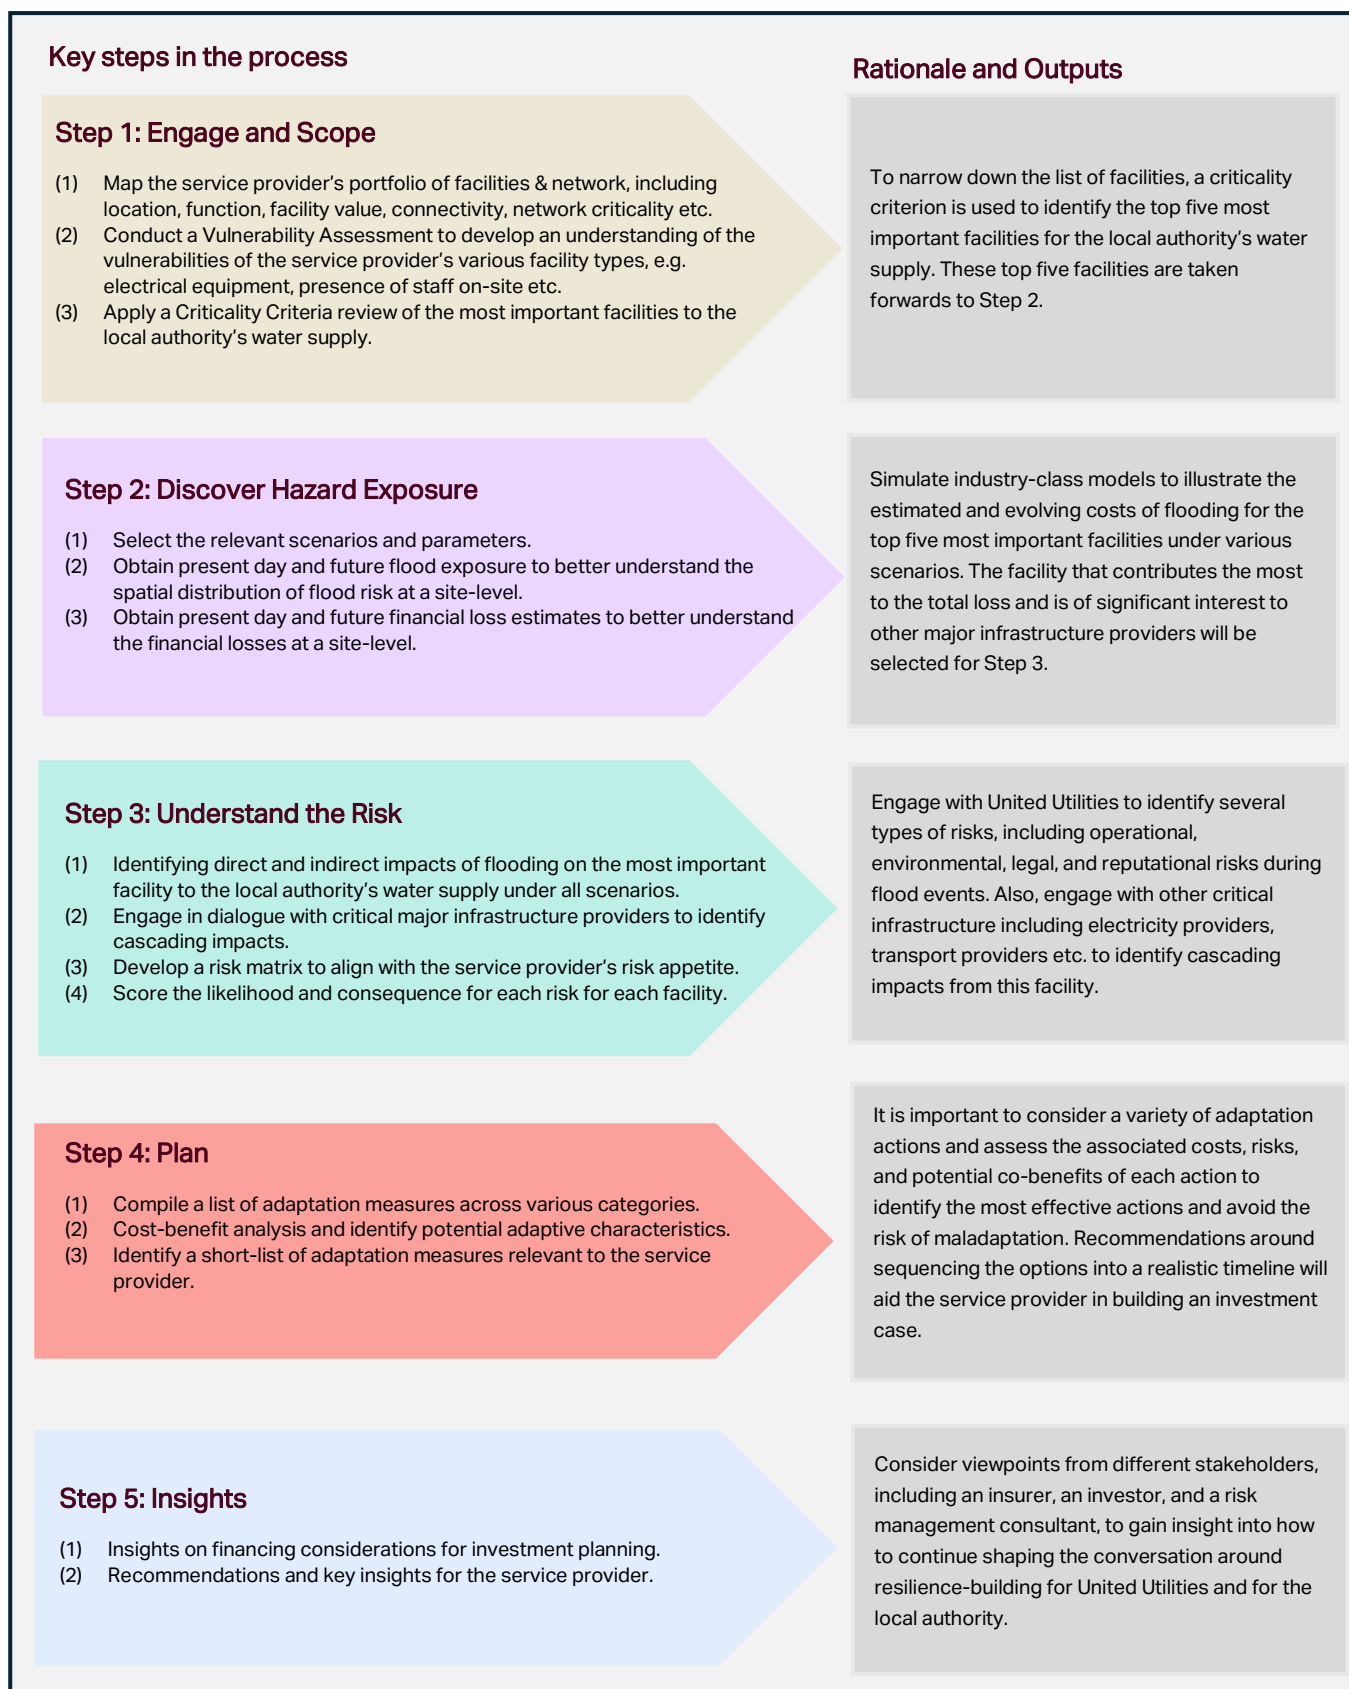 Key steps in the process
Rationale and Outputs
Step 1: Engage and Scope
(1) Map the service provider's portfolio of facilities & network, including
location, function, facility value, connectivity, network criticality etc.
(2) Conduct a Vulnerability Assessment to develop an understanding of the
vulnerabilities of the service provider's various facility types, e.g.
electrical equipment, presence of staff on-site etc.
(3) Apply a Criticality Criteria review of the most important facilities to the
local authority's water supply.
To narrow down the list of facilities, a criticality
criterion is used to identify the top five most
important facilities for the local authority's water
supply. These top five facilities are taken
forwards to Step 2.
Step 2: Discover Hazard Exposure
(1) Select the relevant scenarios and parameters.
(2) Obtain present day and future flood exposure to better understand the
spatial distribution of flood risk at a site-level.
(3) Obtain present day and future financial loss estimates to better understand
the financial losses at a site-level.
Simulate industry-class models to illustrate the
estimated and evolving costs of flooding for the
top five most important facilities under various
scenarios. The facility that contributes the most
to the total loss and is of significant interest to
other major infrastructure providers will be
selected for Step 3.
Step 3: Understand the Risk
(1) Identifying direct and indirect impacts of flooding on the most important
facility to the local authority's water supply under all scenarios.
(2) Engage in dialogue with critical major infrastructure providers to identify
cascading impacts.
(3) Develop a risk matrix to align with the service provider's risk appetite.
(4) Score the likelihood and consequence for each risk for each facility.
Engage with United Utilities to identify several
types of risks, including operational,
environmental, legal, and reputational risks during
flood events. Also, engage with other critical
infrastructure including electricity providers,
transport providers etc. to identify cascading
impacts from this facility.
Step 4: Plan
(1) Compile a list of adaptation measures across various categories.
(2) Cost-benefit analysis and identify potential adaptive characteristics.
(3) Identify a short-list of adaptation measures relevant to the service
provider.
It is important to consider a variety of adaptation
actions and assess the associated costs, risks,
and potential co-benefits of each action to
identify the most effective actions and avoid the
risk of maladaptation. Recommendations around
sequencing the options into a realistic timeline will
aid the service provider in building an investment
case.
Step 5: Insights
(1) Insights on financing considerations for investment planning.
(2) Recommendations and key insights for the service provider.
Consider viewpoints from different stakeholders,
including an insurer, an investor, and a risk
management consultant, to gain insight into how
to continue shaping the conversation around
resilience-building for United Utilities and for the
local authority.